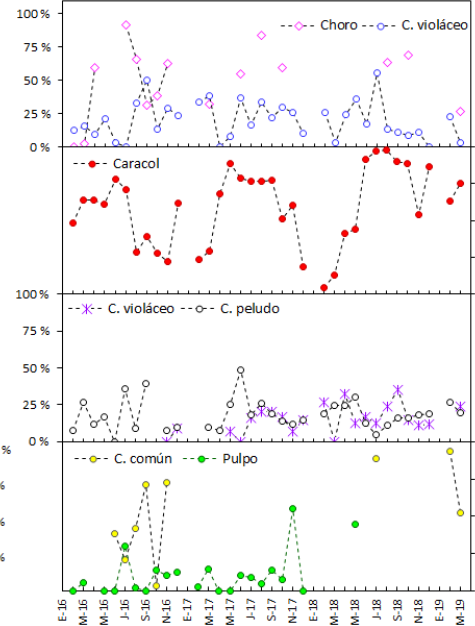 100 %
Choro
C. violáceo
75 %
50 %
25 %
0 %
Caracol
100 %
C. violáceo
C. peludo
75 %
50 %
25 %
0 %
%
C. común
Pulpo
%
%
%
E-16
M-16
M-16
J-16
S-16
N-16
E-17
M-17
M-17
J-17
S-17
N-17
E-18
M-18
M-18
J-18
S-18
N-18
E-19
M-19